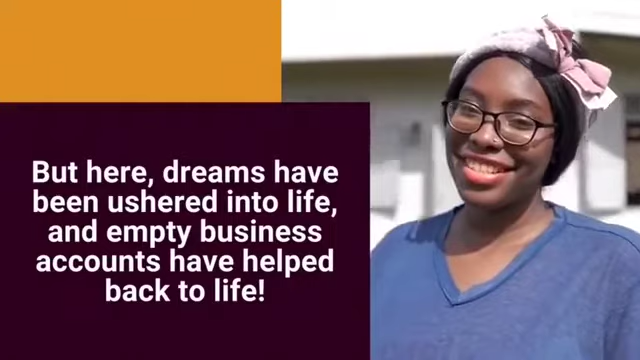 But here, dreams have
been ushered into life,
and empty business
accounts have helped
back to life!